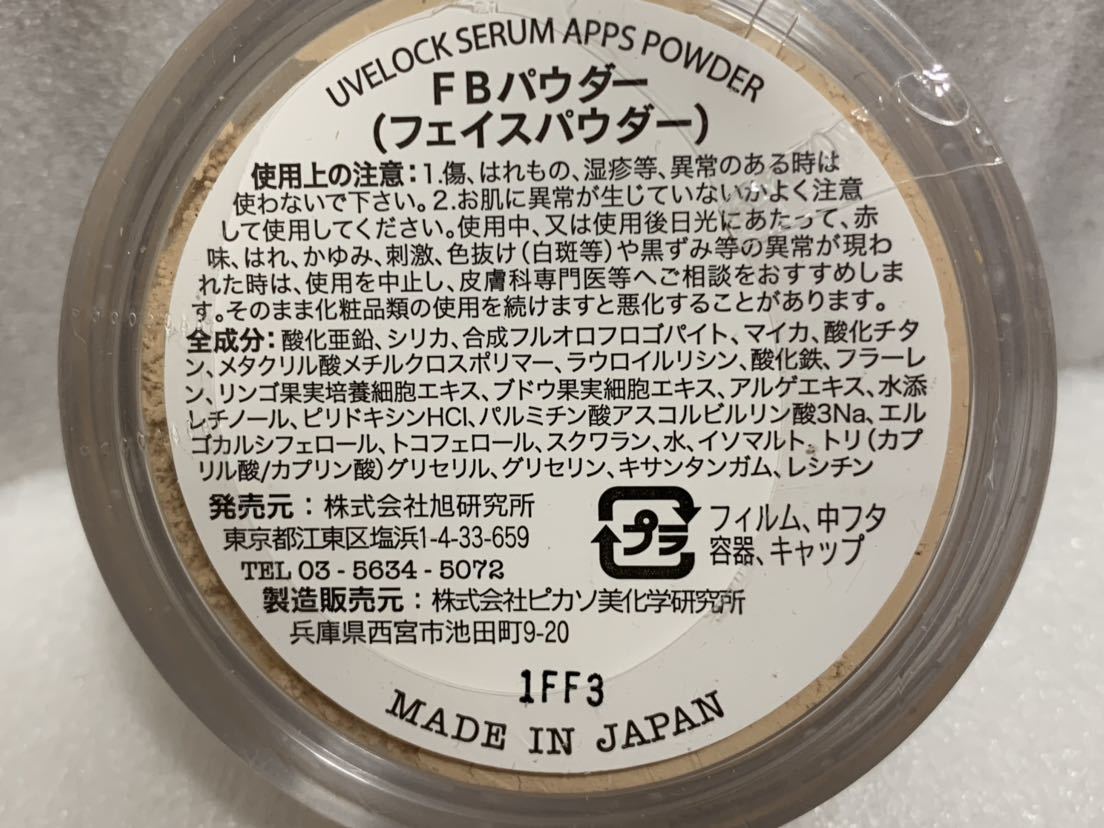 UVELOCK SERUM APPS POWDER
FBパウダー
(フェイスパウダー)
使用上の注意：1.傷、はれもの、湿疹等、異常のある時は
使わないで下さい。2.お肌に異常が生じていないかよく注意
して使用してください。使用中、又は使用後日光にあたって、赤
味、はれ、かゆみ、刺激、色抜け(白斑等)や黒ずみ等の異常が現わ
れた時は、使用を中止し、皮膚科専門医等へご相談をおすすめしま
す。そのまま化粧品類の使用を続けますと悪化することがあります。
全成分：酸化亜鉛、シリカ、合成フルオロフロゴパイト、マイカ、酸化チタ
ン、メタクリル酸メチルクロスポリマー、ラウロイルリシン、酸化鉄、フラーレ
ン、リンゴ果実培養細胞エキス、ブドウ果実細胞エキス、アルゲエキス、水添
レチノール、ピリドキシンHCl、パルミチン酸アスコルビルリン酸3Na、エル
ゴカルシフェロール、トコフェロール、スクワラン、水、イソマルト、トリ(カプ
リル酸/カプリン酸)グリセリル、グリセリン、キサンタンガム、レシチン
発売元：株式会社旭研究所
東京都江東区塩浜1-4-33-659
TEL 03-5634-5072
プラ
フィルム、中フタ
容器、キャップ
製造販売元：株式会社ピカソ美化学研究所
兵庫県西宮市池田町9-20
1FF3
MADE IN JAPAN